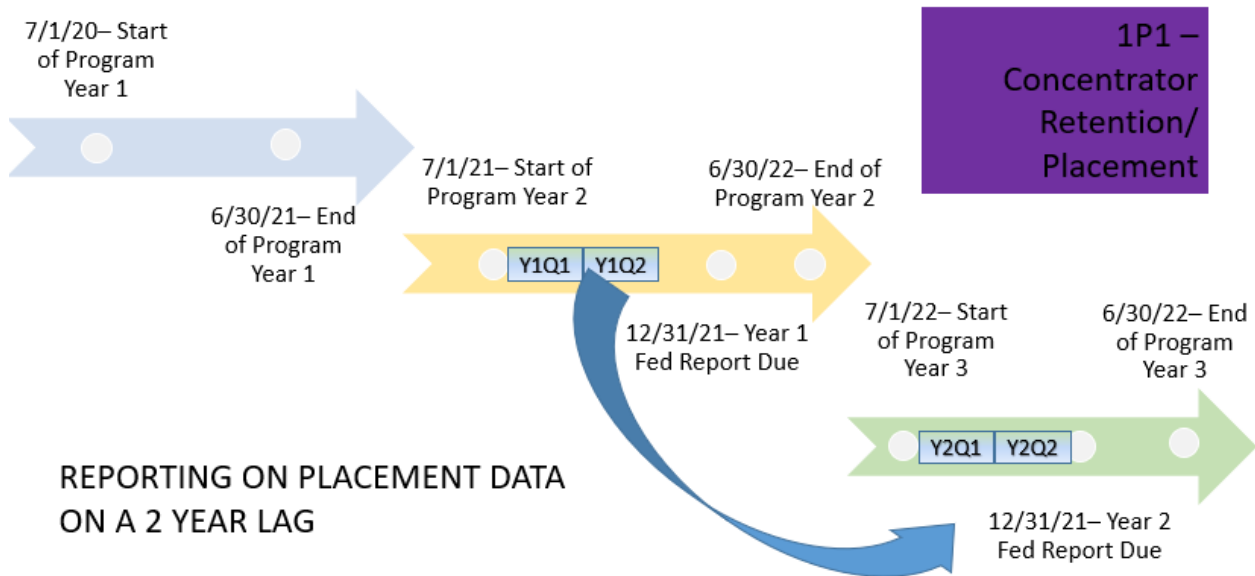 7/1/20– Start
of Program
Year 1
1P1 –
Concentrator
Retention/
Placement
7/1/21– Start of
Program Year 2
6/30/22– End of
Program Year 2
6/30/21– End
of Program
Year 1
Y1Q1
Y1Q2
12/31/21– Year 1
Fed Report Due
7/1/22– Start
of Program
Year 3
6/30/22– End
of Program
Year 3
Y2Q1
Y2Q2
REPORTING ON PLACEMENT DATA
ON A 2 YEAR LAG
12/31/21– Year 2
Fed Report Due